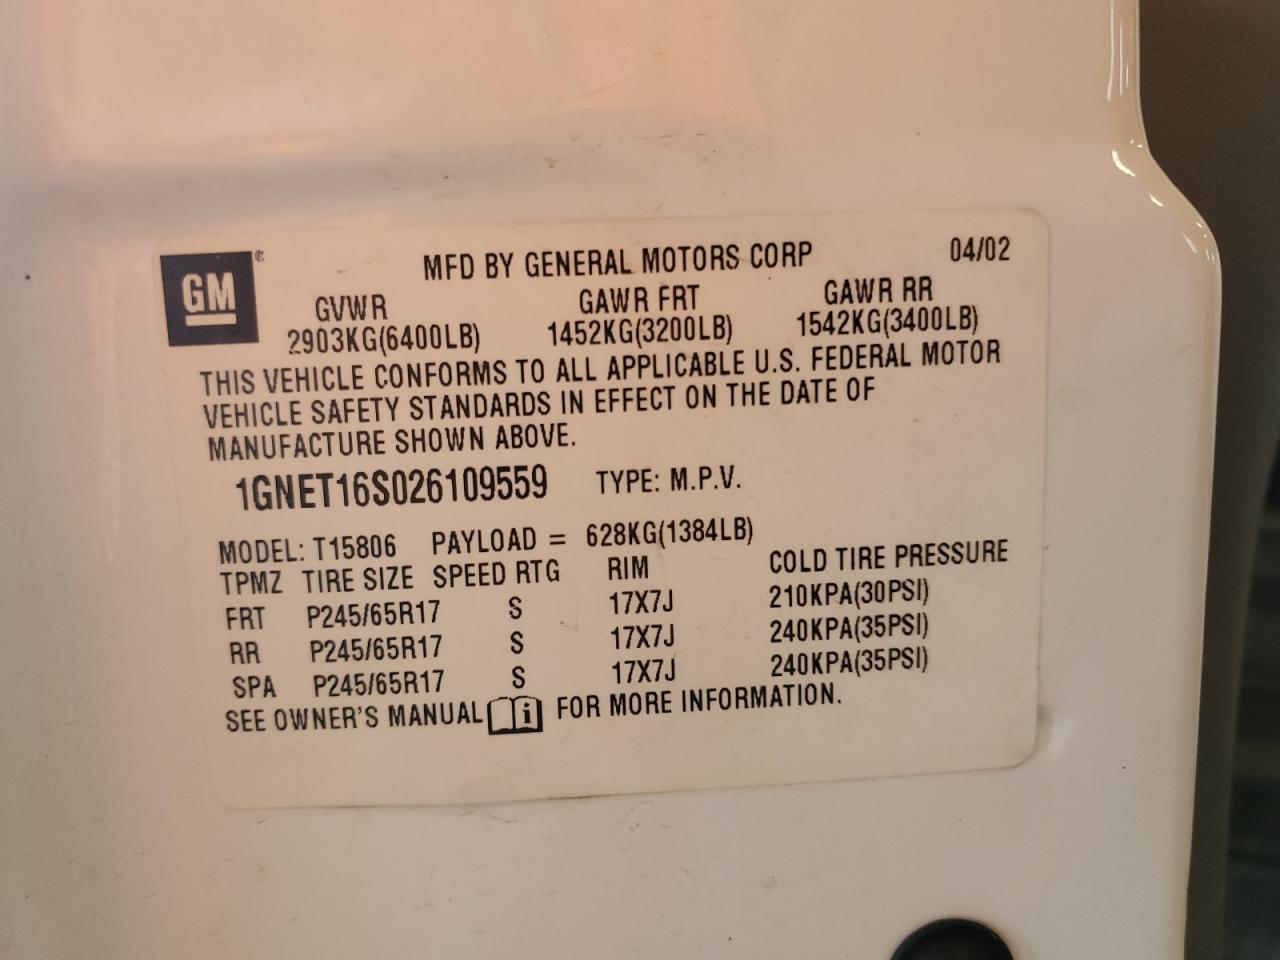 GM MFD BY GENERAL MOTORS CORP 04/02
GVWR GAWR FRT GAWR RR
2903KG(6400LB) 1452KG(3200LB) 1542KG(3400LB)
THIS VEHICLE CONFORMS TO ALL APPLICABLE U.S. FEDERAL MOTOR
VEHICLE SAFETY STANDARDS IN EFFECT ON THE DATE OF
MANUFACTURE SHOWN ABOVE.
1GNET16S026109559 TYPE: M.P.V.
MODEL: T15806 PAYLOAD = 628KG(1384LB)
TPMZ TIRE SIZE SPEED RTG RIM COLD TIRE PRESSURE
FRT P245/65R17 S 17X7J 210KPA(30PSI)
RR P245/65R17 S 17X7J 240KPA(35PSI)
SPA P245/65R17 S 17X7J 240KPA(35PSI)
SEE OWNER'S MANUAL i FOR MORE INFORMATION.